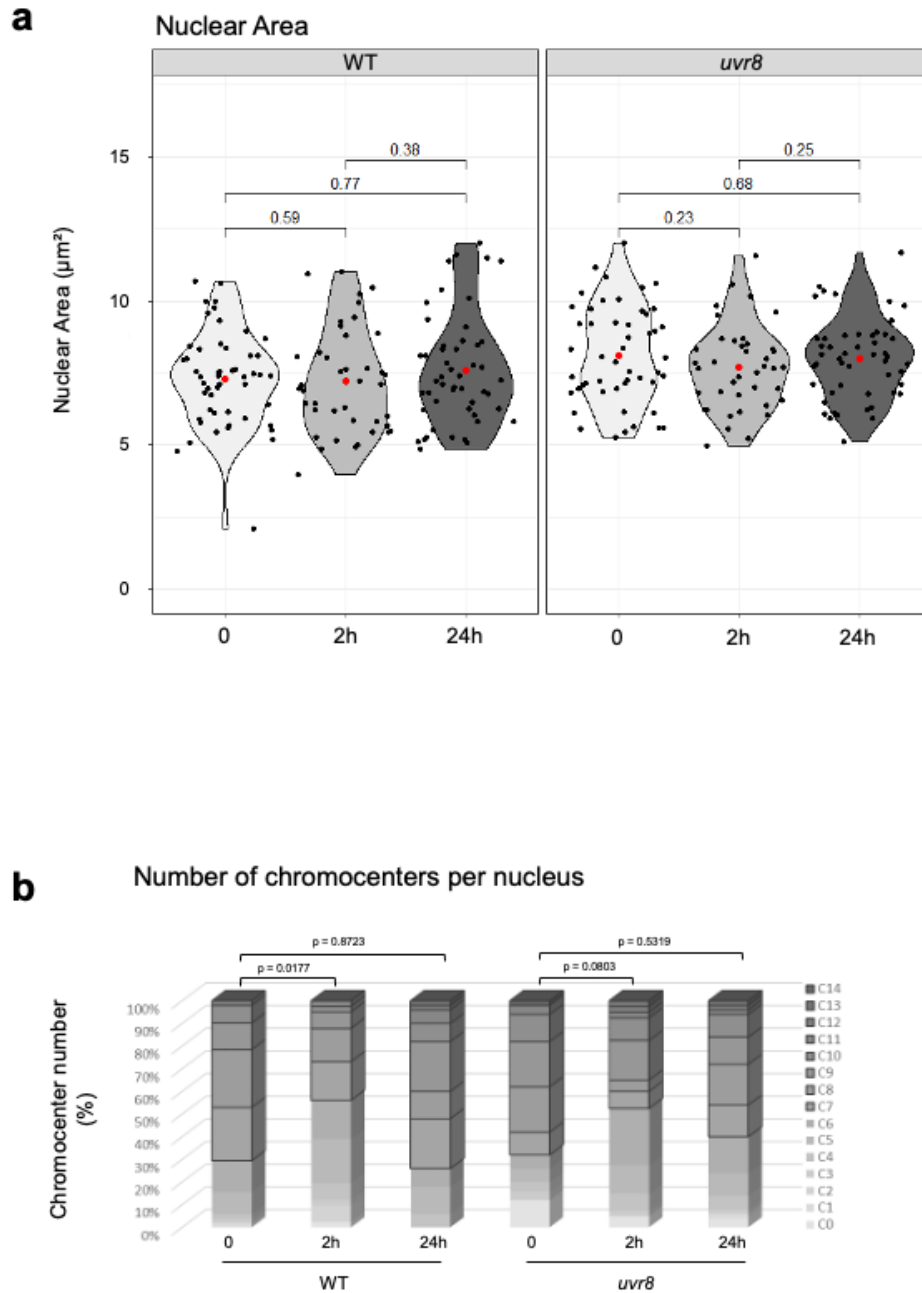 a
Nuclear Area
WT
uvr8
Nuclear Area (µm²)
15
10
5
0
0.38
0.77
0.59
0.25
0.68
0.23
0 2h 24h
0 2h 24h
b
Number of chromocenters per nucleus
p = 0.8723
p = 0.0177
p = 0.5319
p = 0.0803
Chromocenter number
(%)
100%
90%
80%
70%
60%
50%
40%
30%
20%
10%
0%
C14
C13
C12
C11
C10
C9
C8
C7
C6
C5
C4
C3
C2
C1
C0
0 2h 24h 0 2h 24h
WT
uvr8